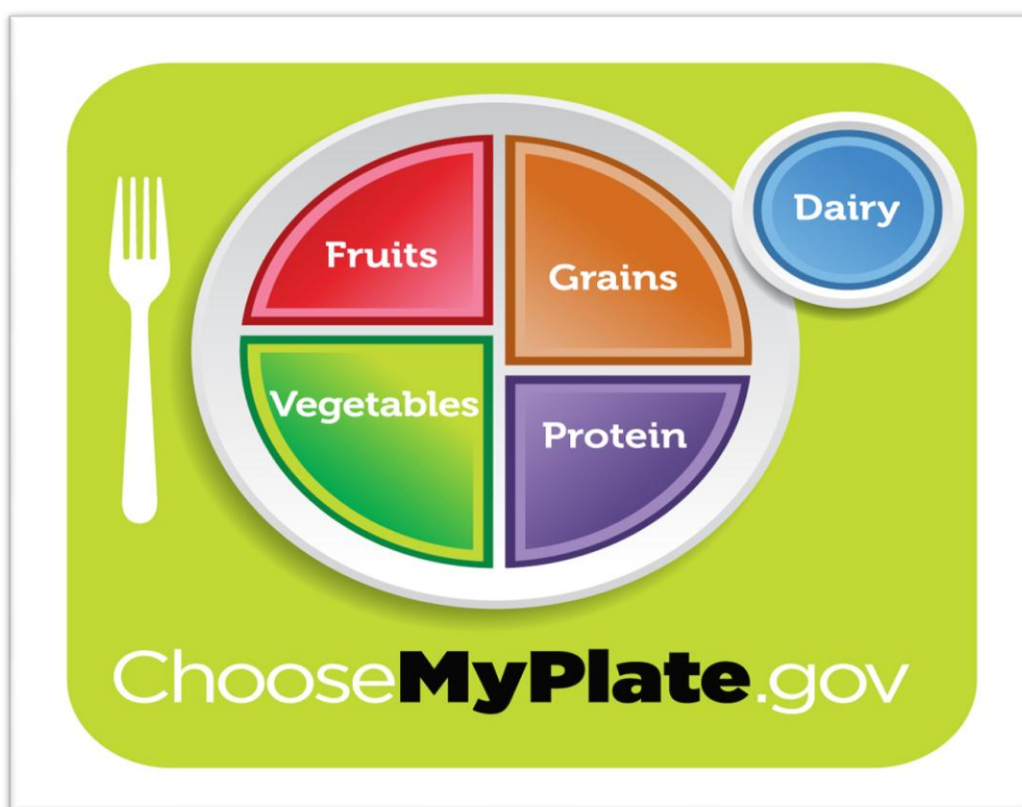 Dairy
Fruits
Grains
Vegetables
Protein
ChooseMyPlate.gov